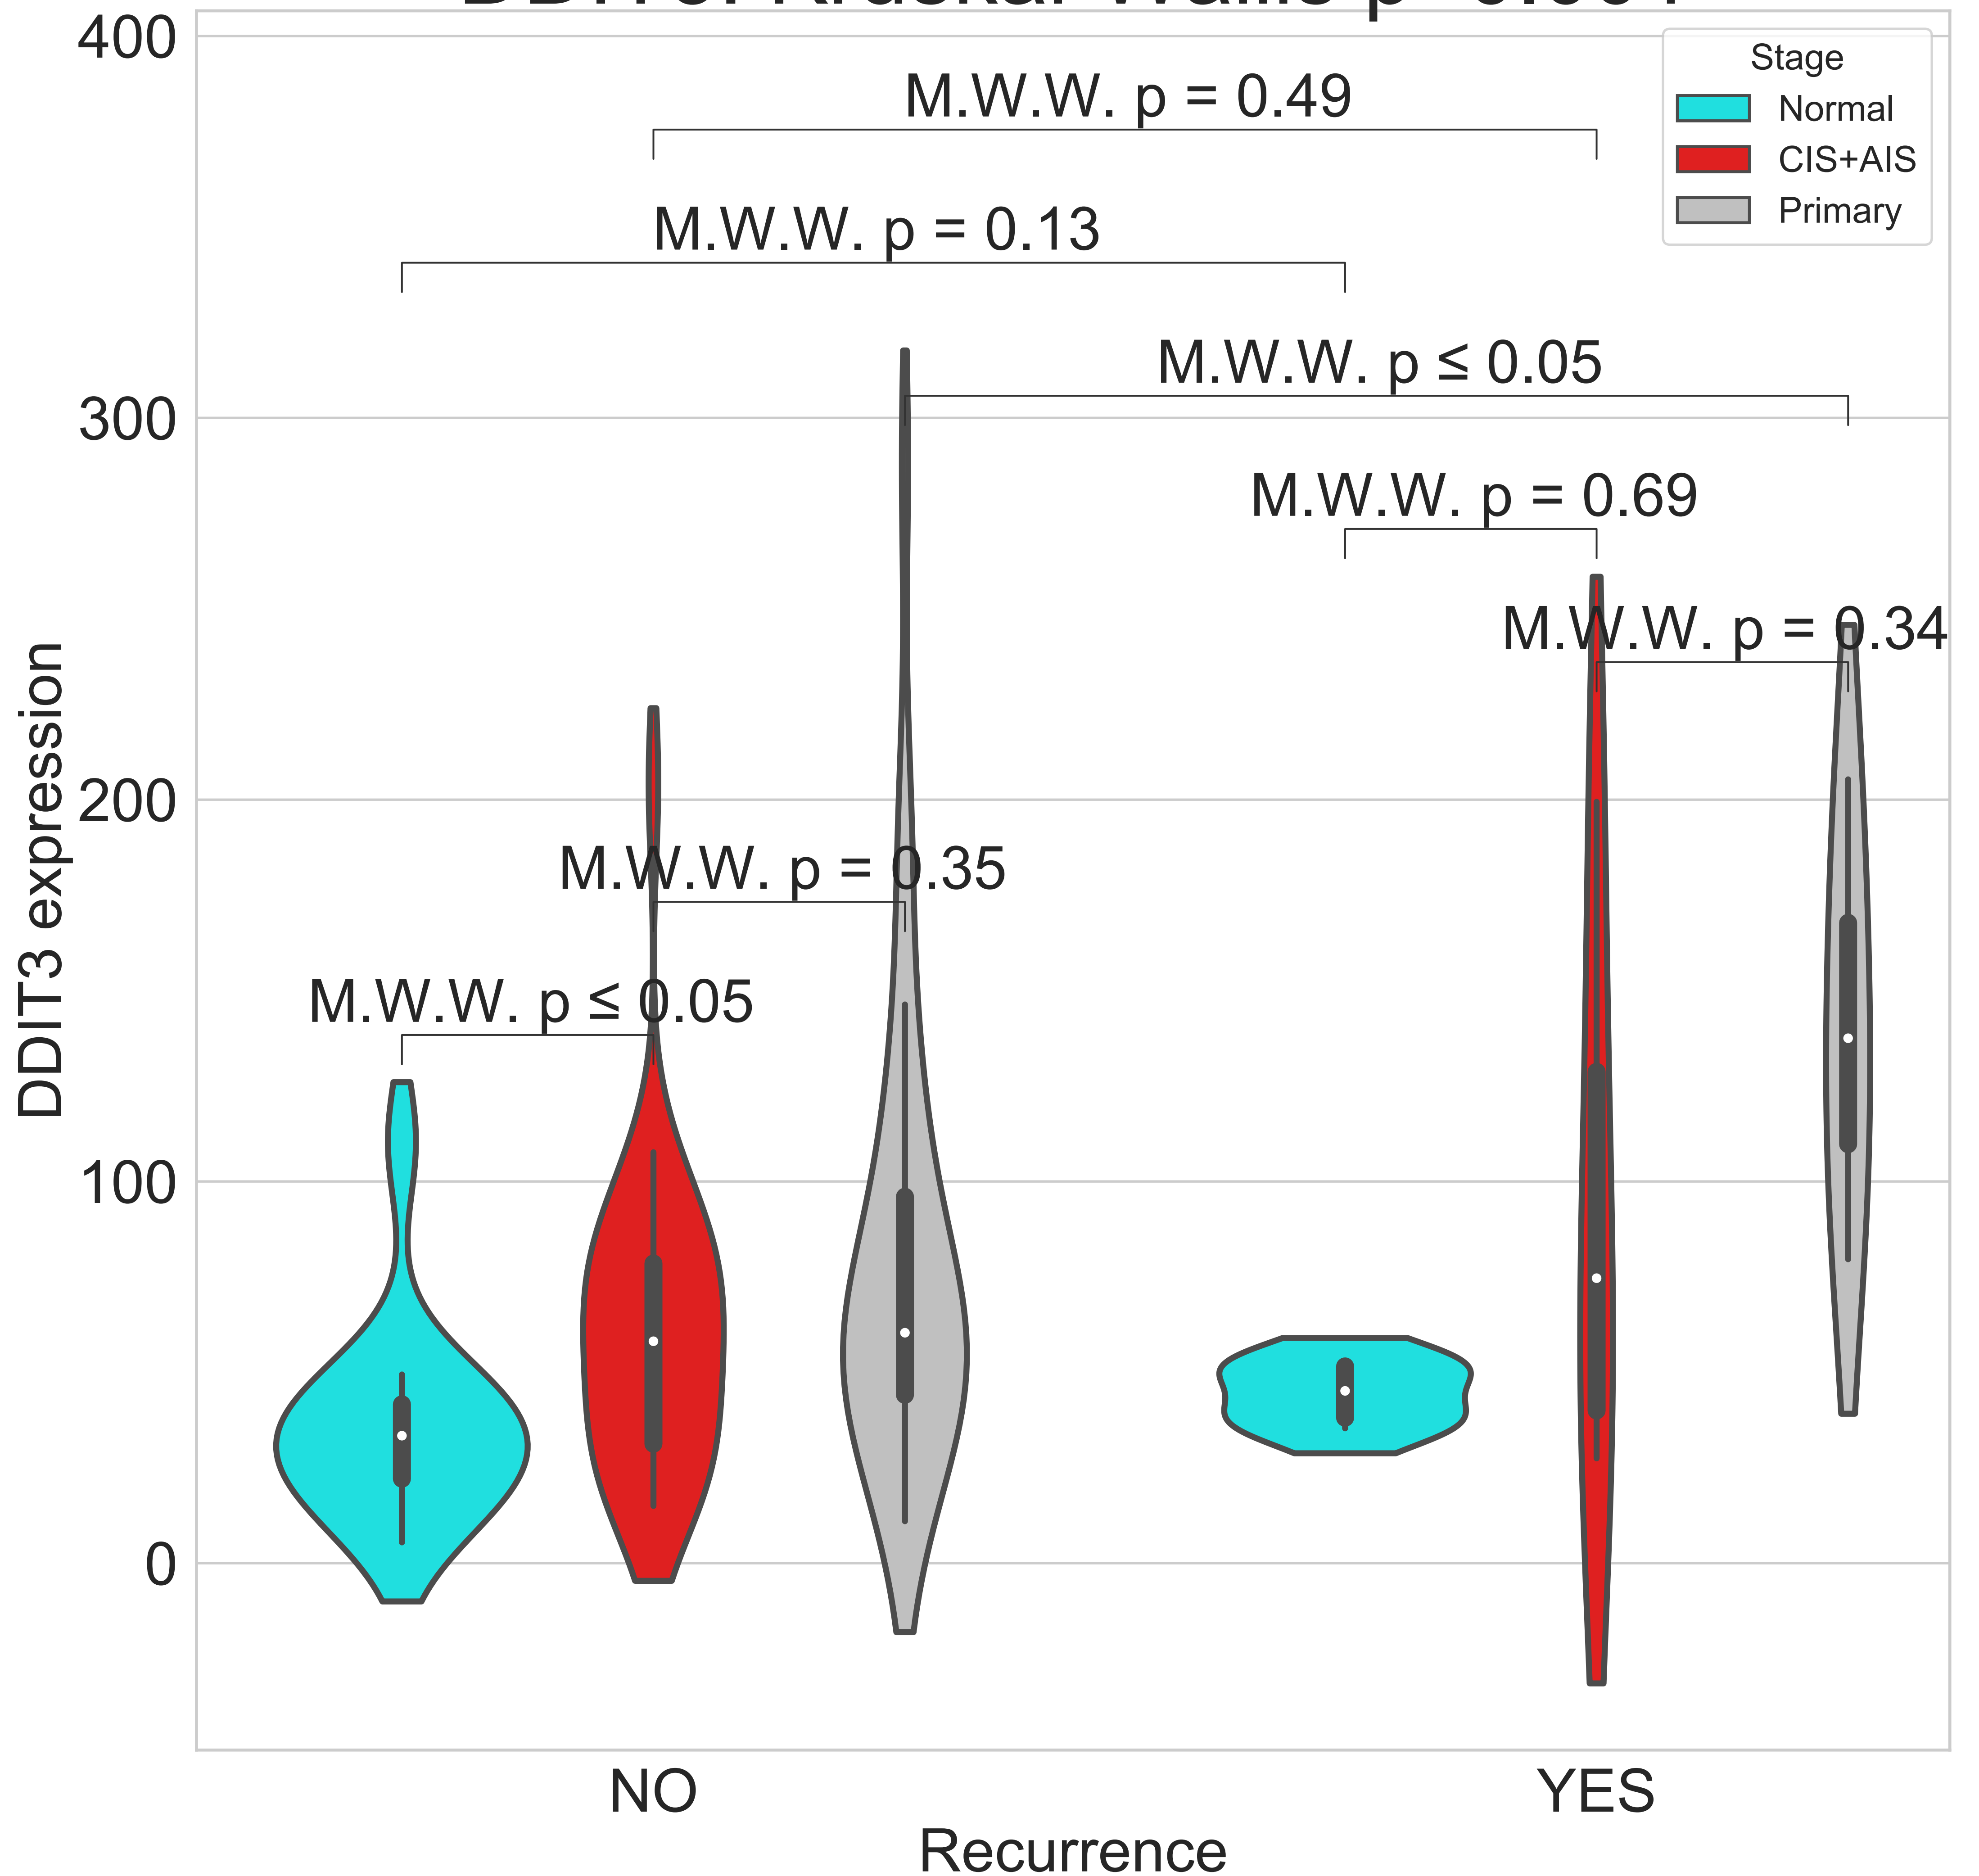 400
300
200
100
0
DDIT3 expression
Stage
Normal
CIS+AIS
Primary
M.W.W. p = 0.49
M.W.W. p = 0.13
M.W.W. p ≤ 0.05
M.W.W. p = 0.69
M.W.W. p = 0.34
M.W.W. p = 0.35
M.W.W. p ≤ 0.05
NO
YES
Recurrence